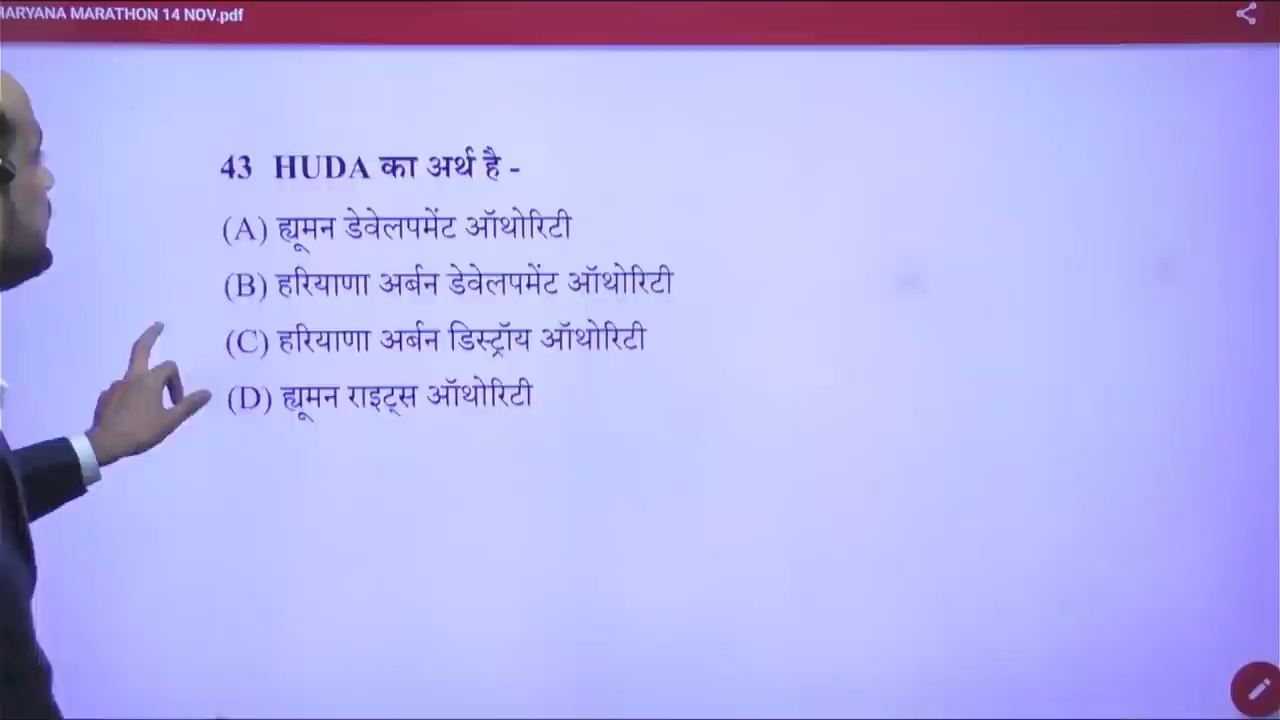 HARYANA MARATHON 14 NOV.pdf
43 HUDA का अर्थ है -
(A) ह्यूमन डेवेलपमेंट ऑथोरिटी
(B) हरियाणा अर्बन डेवेलपमेंट ऑथोरिटी
(C) हरियाणा अर्बन डिस्ट्रॉय ऑथोरिटी
(D) ह्यूमन राइट्स ऑथोरिटी